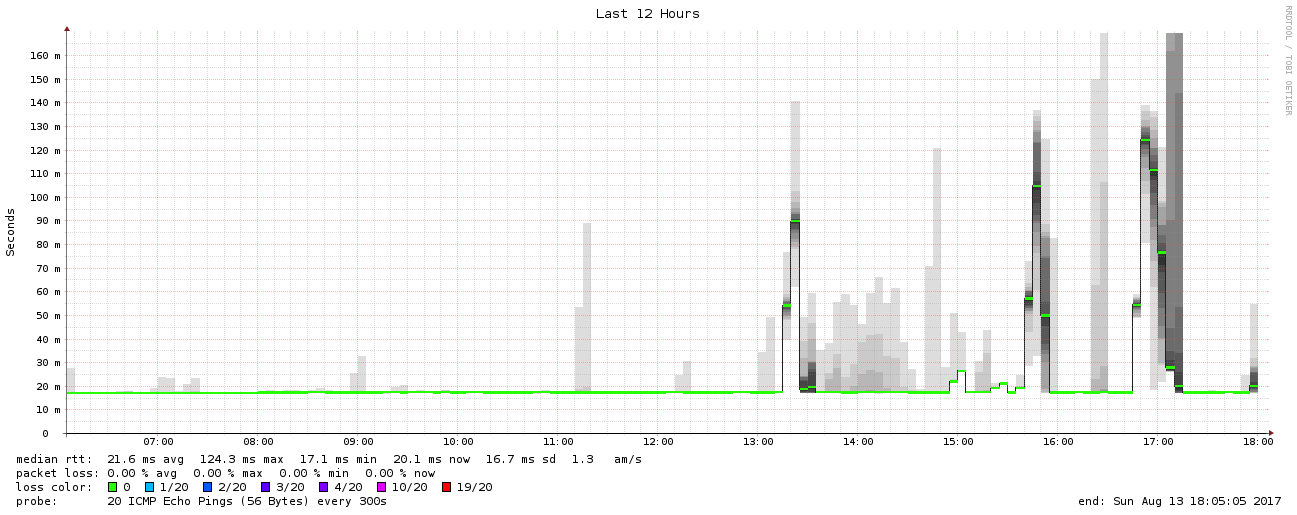 Last 12 Hours
RRDTOOL / TOBI OETIKER
Seconds
160 m
150 m
140 m
130 m
120 m
110 m
100 m
90 m
80 m
70 m
60 m
50 m
40 m
30 m
20 m
10 m
0
07:00 08:00 09:00 10:00 11:00 12:00 13:00 14:00 15:00 16:00 17:00 18:00
median rtt: 21.6 ms avg 124.3 ms max 17.1 ms min 20.1 ms now 16.7 ms sd 1.3 am/s
packet loss: 0.00 % avg 0.00 % max 0.00 % min 0.00 % now
loss color: 0 1/20 2/20 3/20 4/20 10/20 19/20
probe: 20 ICMP Echo Pings (56 Bytes) every 300s end: Sun Aug 13 18:05:05 2017